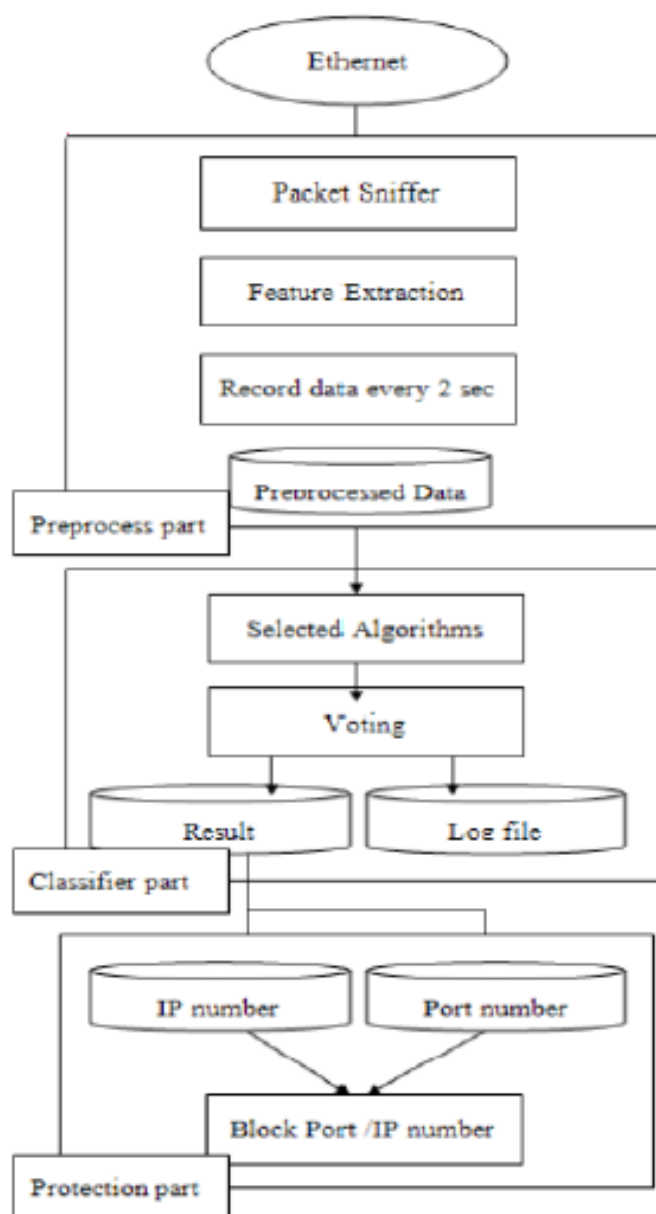 Ethernet
Packet Sniffer
Feature Extraction
Record data every 2 sec
Preprocessed Data
Preprocess part
Selected Algorithms
Voting
Result
Log file
Classifier part
IP number
Port number
Block Port /IP number
Protection part